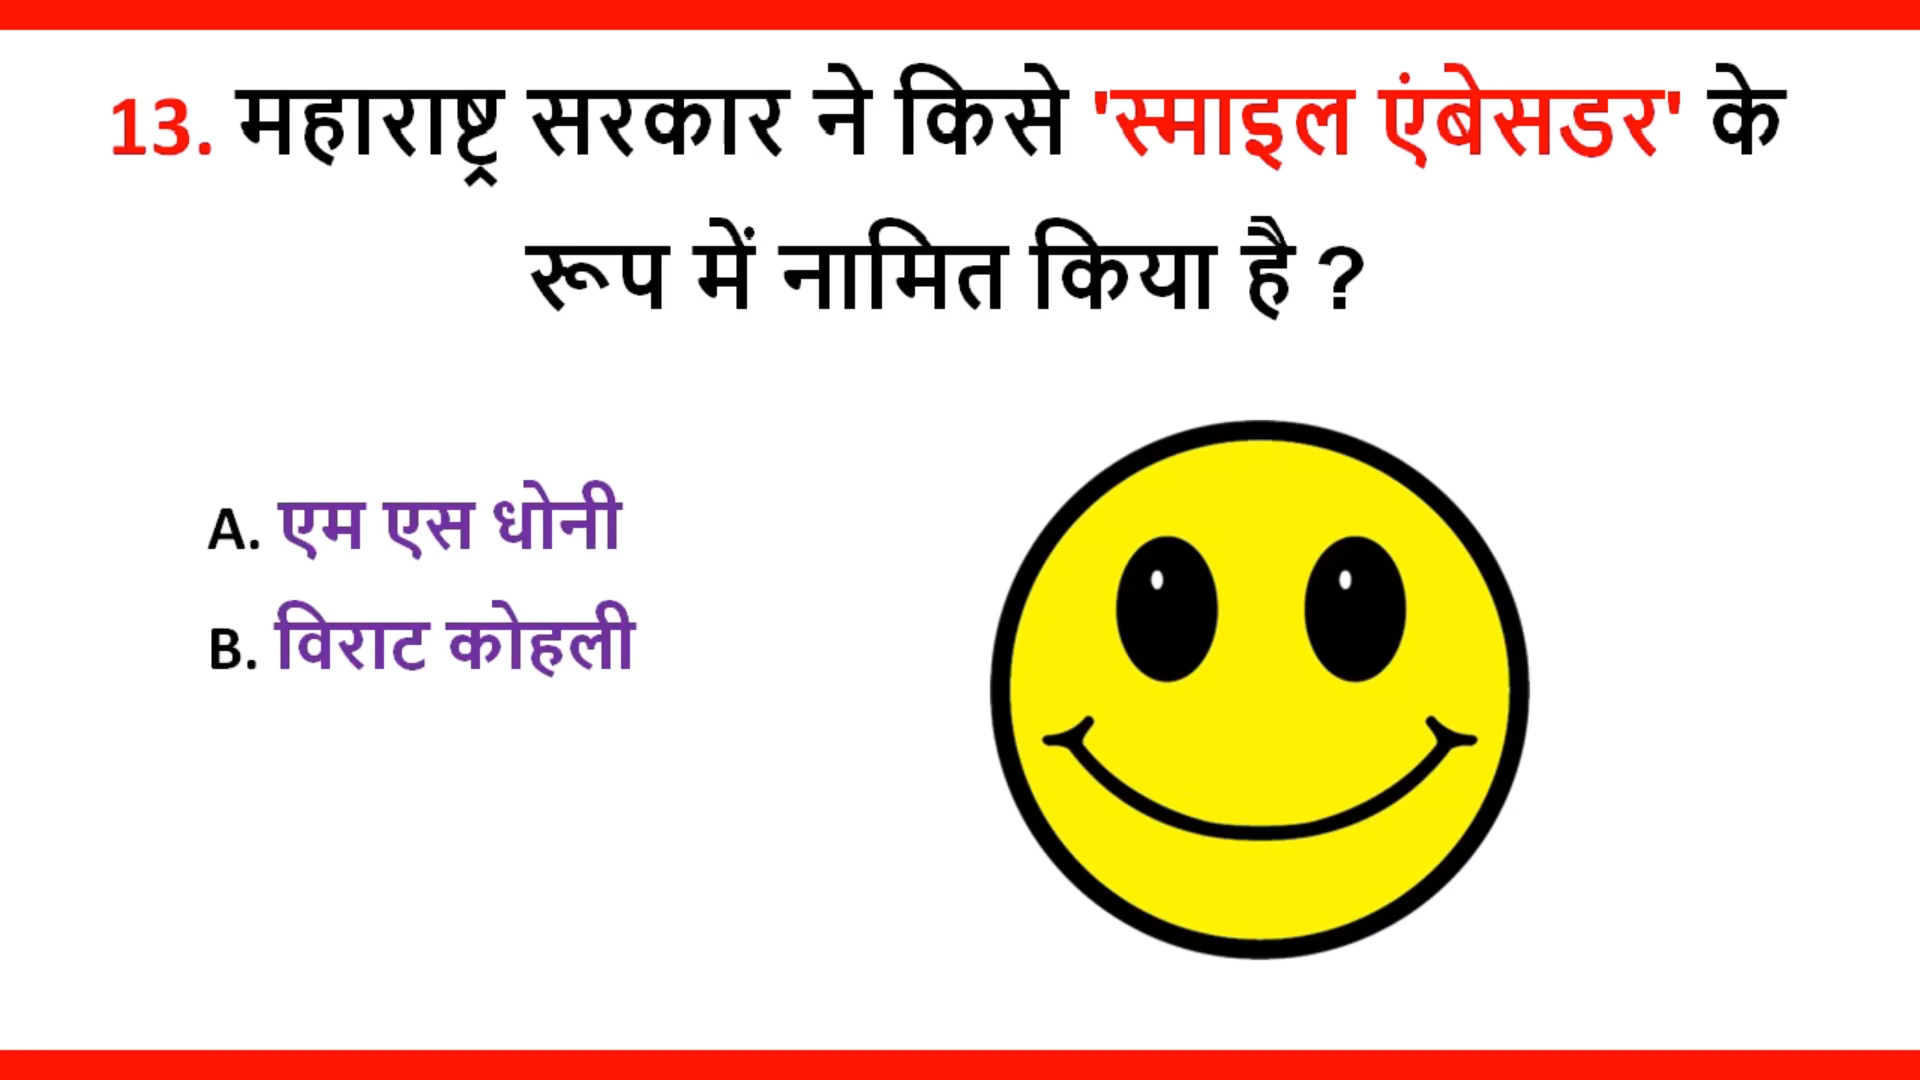 13. महाराष्ट्र सरकार ने किसे 'स्माइल एंबेसडर' के
रूप में नामित किया है ?
A. एम एस धोनी
B. विराट कोहली